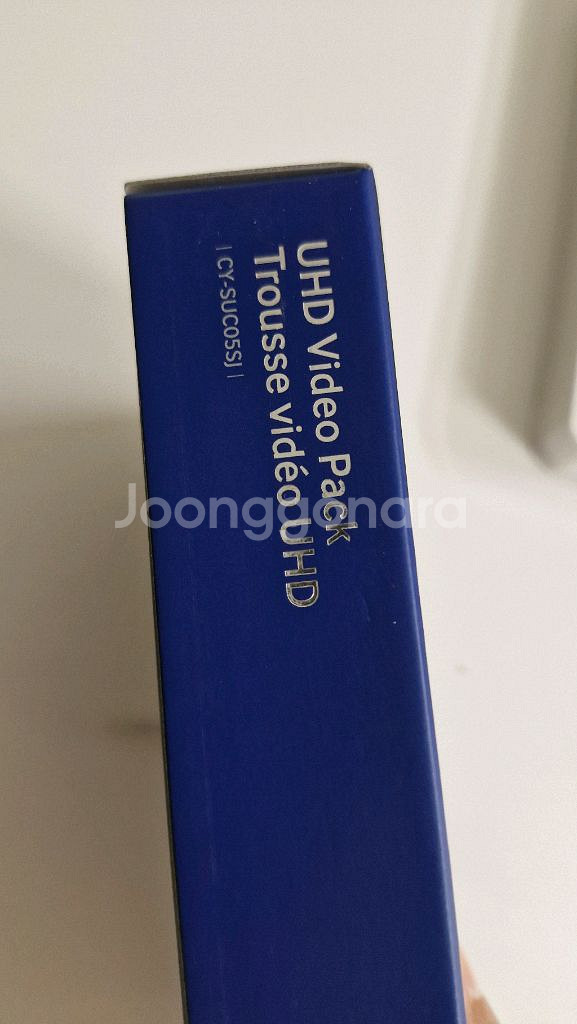 UHD Video Pack
Trousse vidéo UHD
| CY-SUC05SJ |
Joonggonara